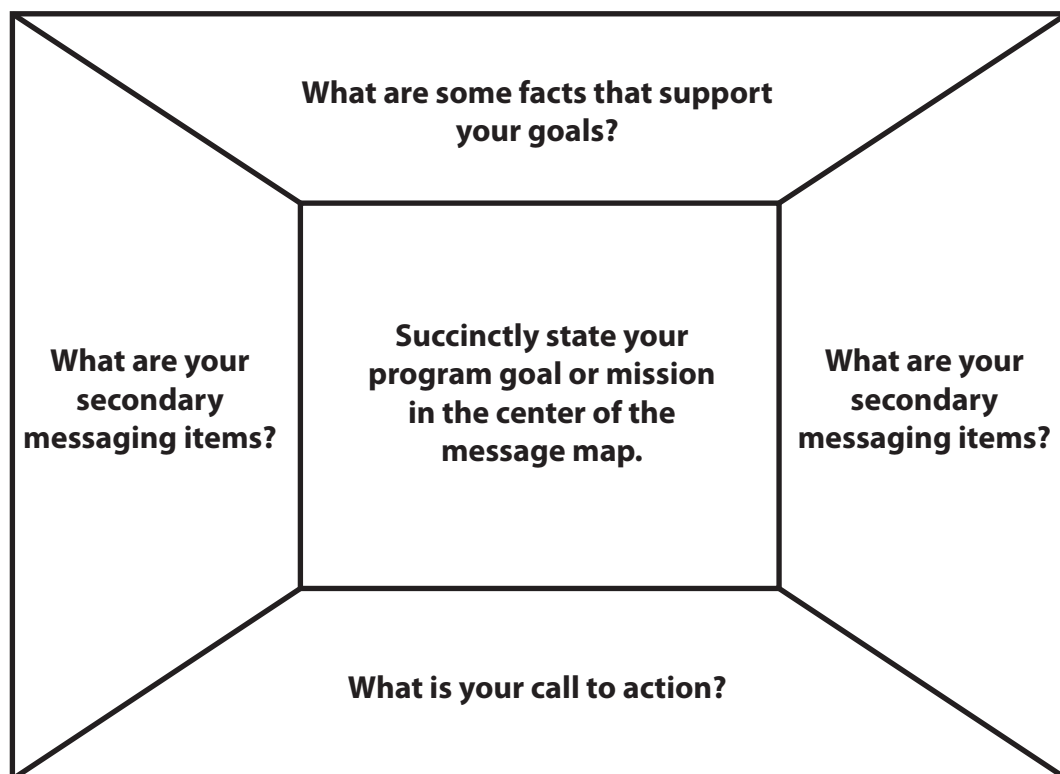 What are some facts that support
your goals?
What are your
secondary
messaging items?
Succinctly state your
program goal or mission
in the center of the
message map.
What are your
secondary
messaging items?
What is your call to action?